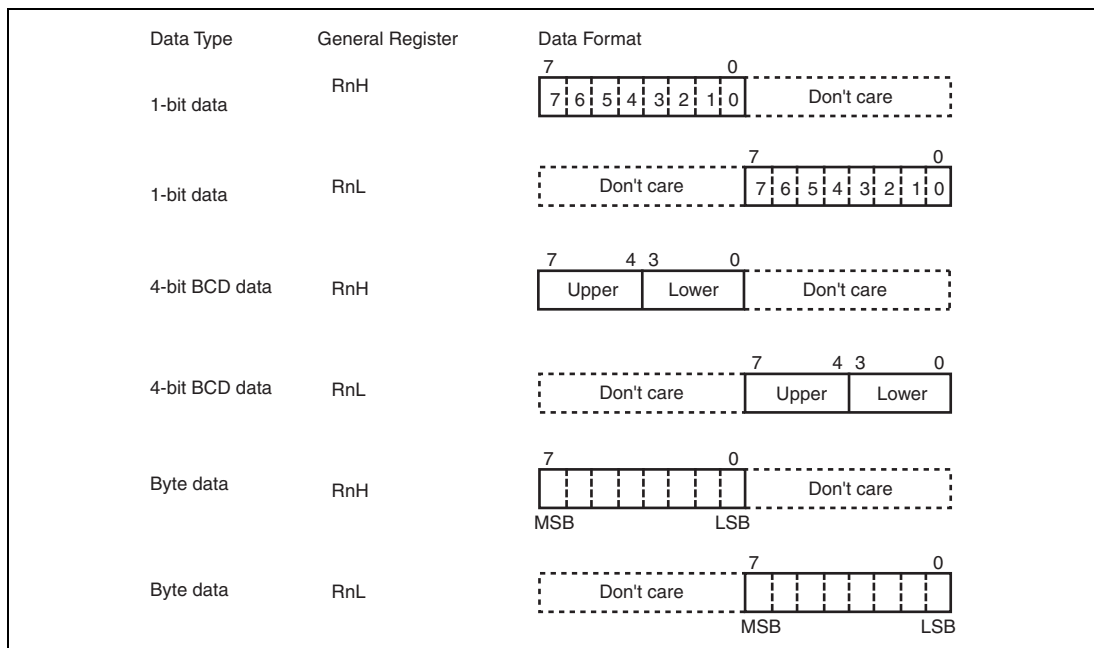 Data Type General Register Data Format
7 0
1-bit data RnH 7 6 5 4 3 2 1 0 Don't care
7 0
1-bit data RnL Don't care 7 6 5 4 3 2 1 0
7 4 3 0
4-bit BCD data RnH Upper Lower Don't care
7 4 3 0
4-bit BCD data RnL Don't care Upper Lower
7 0
Byte data RnH Don't care
MSB LSB
7 0
Byte data RnL Don't care
MSB LSB